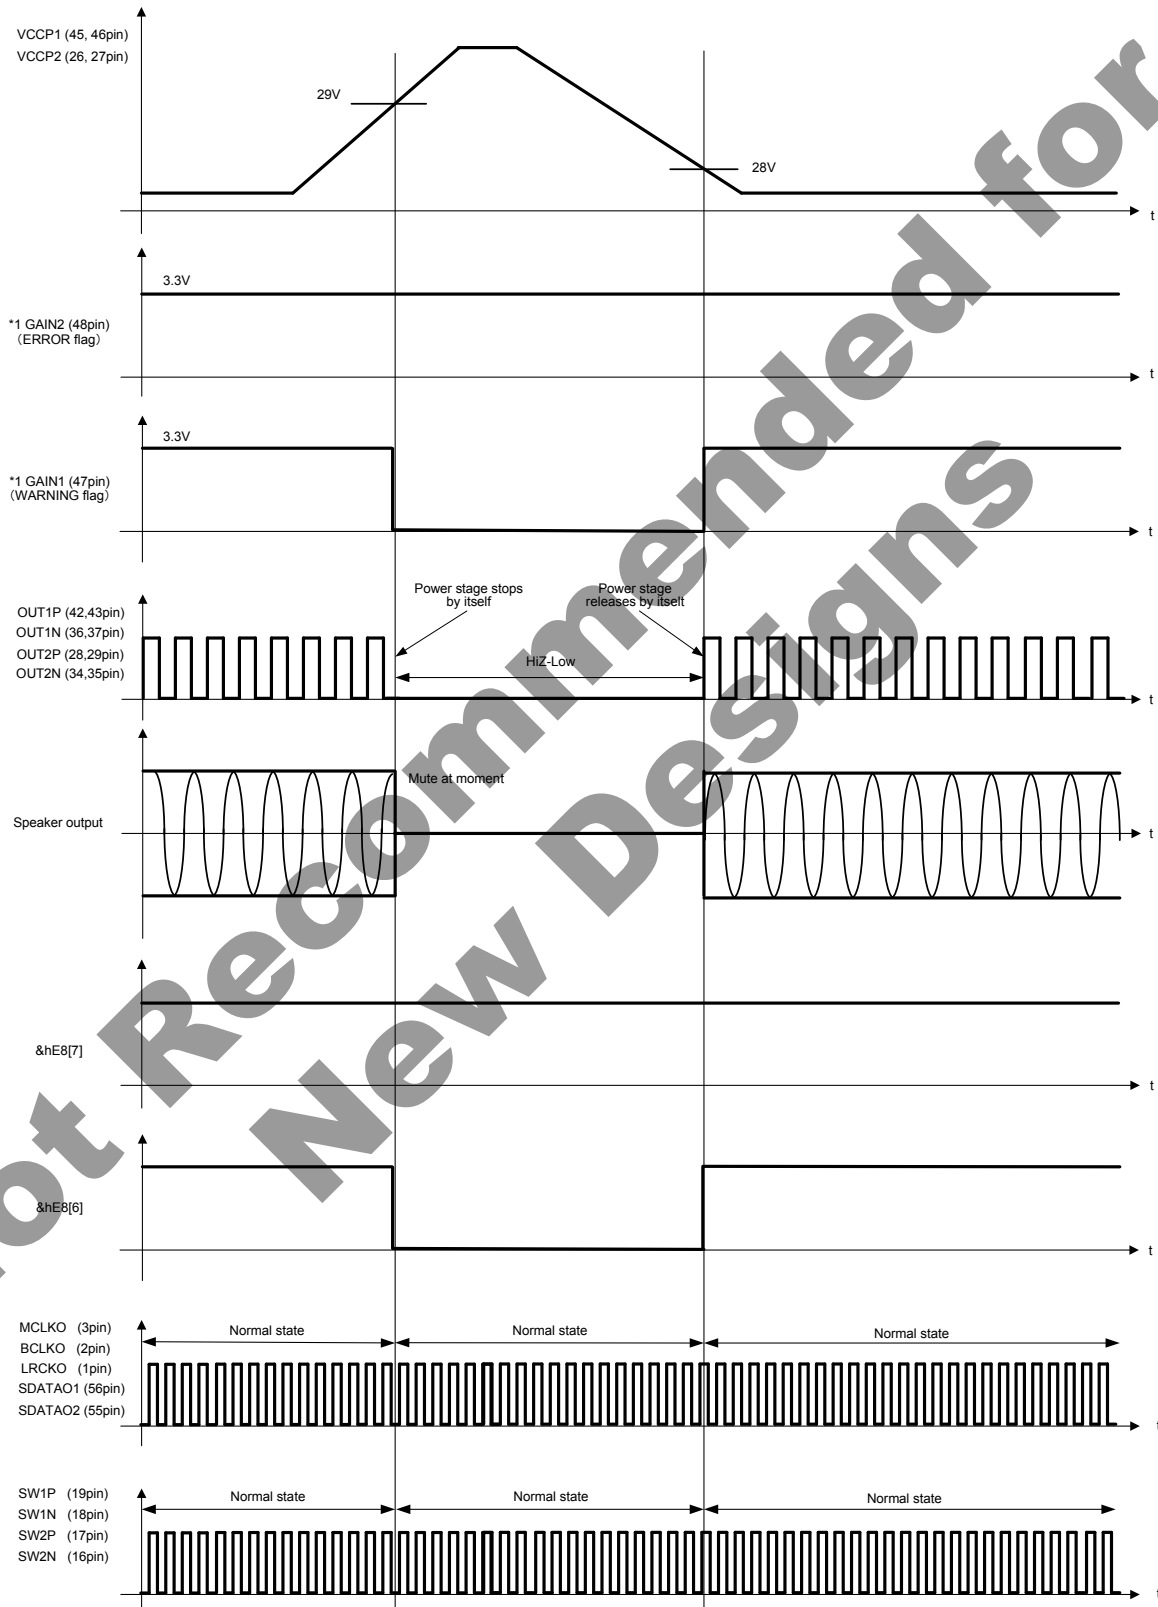 VCCP1 (45, 46pin)
VCCP2 (26, 27pin)
29V
28V
t
3.3V
*1 GAIN2 (48pin)
(ERROR flag)
t
3.3V
*1 GAIN1 (47pin)
(WARNING flag)
t
OUT1P (42,43pin)
OUT1N (36,37pin)
OUT2P (28,29pin)
OUT2N (34,35pin)
Power stage stops
by itself
Power stage
releases by itself
HiZ-Low
t
Speaker output
Mute at moment
t
&hE8[7]
t
&hE8[6]
t
MCLKO (3pin)
BCLKO (2pin)
LRCKO (1pin)
SDATAO1 (56pin)
SDATAO2 (55pin)
Normal state
Normal state
Normal state
t
SW1P (19pin)
SW1N (18pin)
SW2P (17pin)
SW2N (16pin)
Normal state
Normal state
Normal state
t
ot Recommended for
New Designs